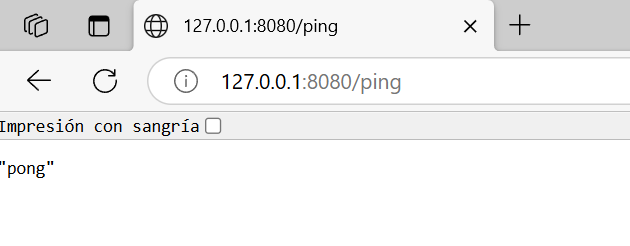 127.0.0.1:8080/ping
127.0.0.1:8080/ping
Impresión con sangría
"pong"